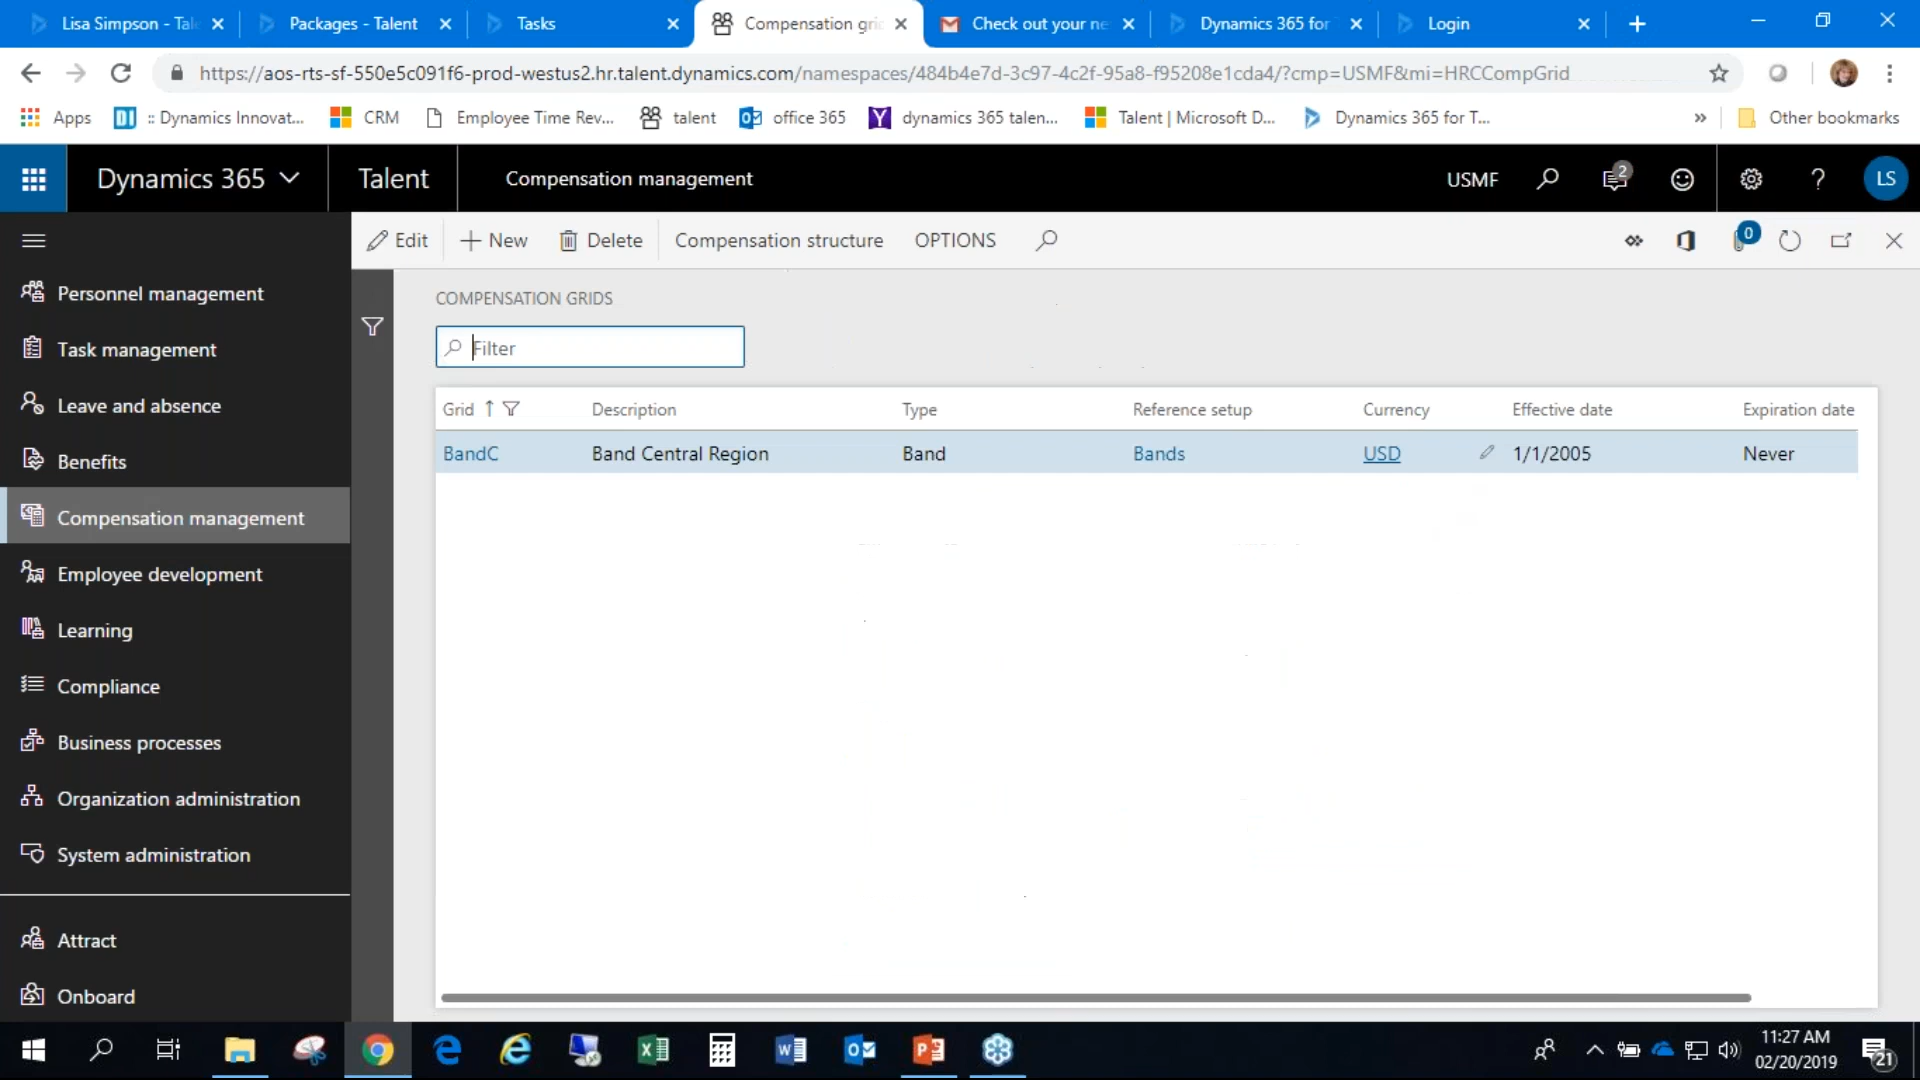 Lisa Simpson - Tal
Packages - Talent
Tasks
Compensation gri
Check out your ne
Dynamics 365 for
Login
https://aos-rts-sf-550e5c091f6-prod-westus2.hr.talent.dynamics.com/namespaces/484b4e7d-3c97-4c2f-95a8-f95208e1cda4/?cmp=USMF&mi=HRCCompGrid
Apps
:: Dynamics Innovat...
CRM
Employee Time Rev...
talent
office 365
dynamics 365 talen...
Talent | Microsoft D...
Dynamics 365 for T...
Other bookmarks
Dynamics 365
Talent
Compensation management
USMF
2
LS
Edit
New
Delete
Compensation structure
OPTIONS
0
Personnel management
Task management
Leave and absence
Benefits
Compensation management
Employee development
Learning
Compliance
Business processes
Organization administration
System administration
Attract
Onboard
COMPENSATION GRIDS
Filter
Grid Description Type Reference setup Currency Effective date Expiration date
BandC Band Central Region Band Bands USD 1/1/2005 Never
11:27 AM
02/20/2019
21